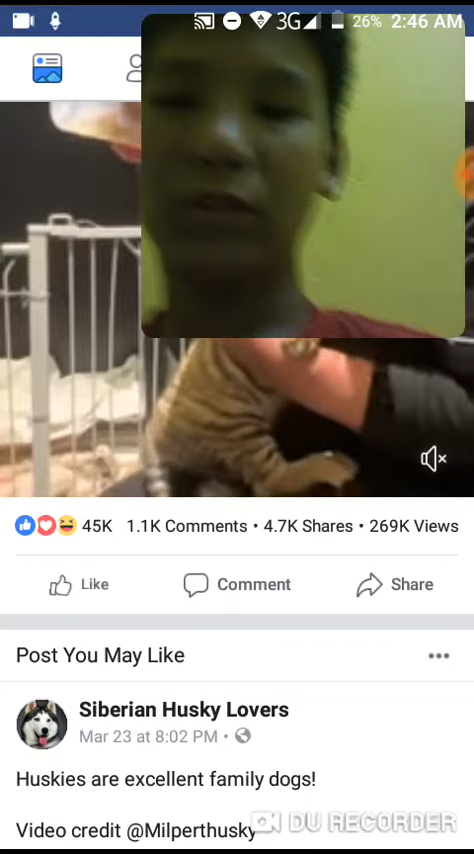 3G 26% 2:46 AM
45K 1.1K Comments • 4.7K Shares • 269K Views
Like Comment Share
Post You May Like
Siberian Husky Lovers
Mar 23 at 8:02 PM •
Huskies are excellent family dogs!
Video credit @Milperthusky
DU RECORDER